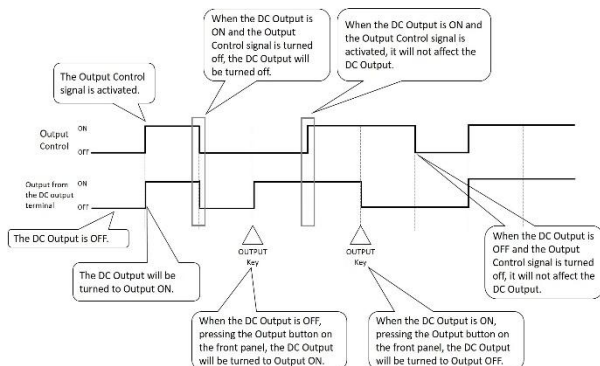 When the DC Output is
ON and the Output
Control signal is turned
off, the DC Output will
be turned off.
When the DC Output is ON and
the Output Control signal is
activated, it will not affect the
DC Output.
The Output Control
signal is activated.
Output
Control
ON
OFF
Output from
the DC output
terminal
ON
OFF
The DC Output is OFF.
The DC Output will be
turned to Output ON.
OUTPUT
Key
OUTPUT
Key
When the DC Output is
OFF and the Output
Control signal is turned
off, it will not affect the
DC Output.
When the DC Output is OFF,
pressing the Output button on
the front panel, the DC Output
will be turned to Output ON.
When the DC Output is ON,
pressing the Output button on
the front panel, the DC Output
will be turned to Output OFF.